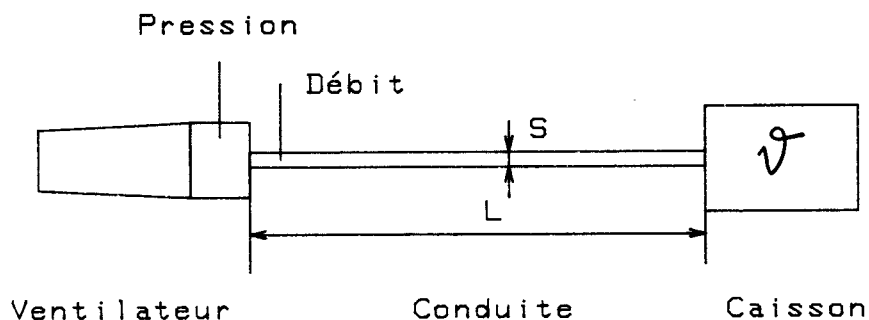 Pression
Débit
S
𝒱
L
Ventilateur Conduite Caisson